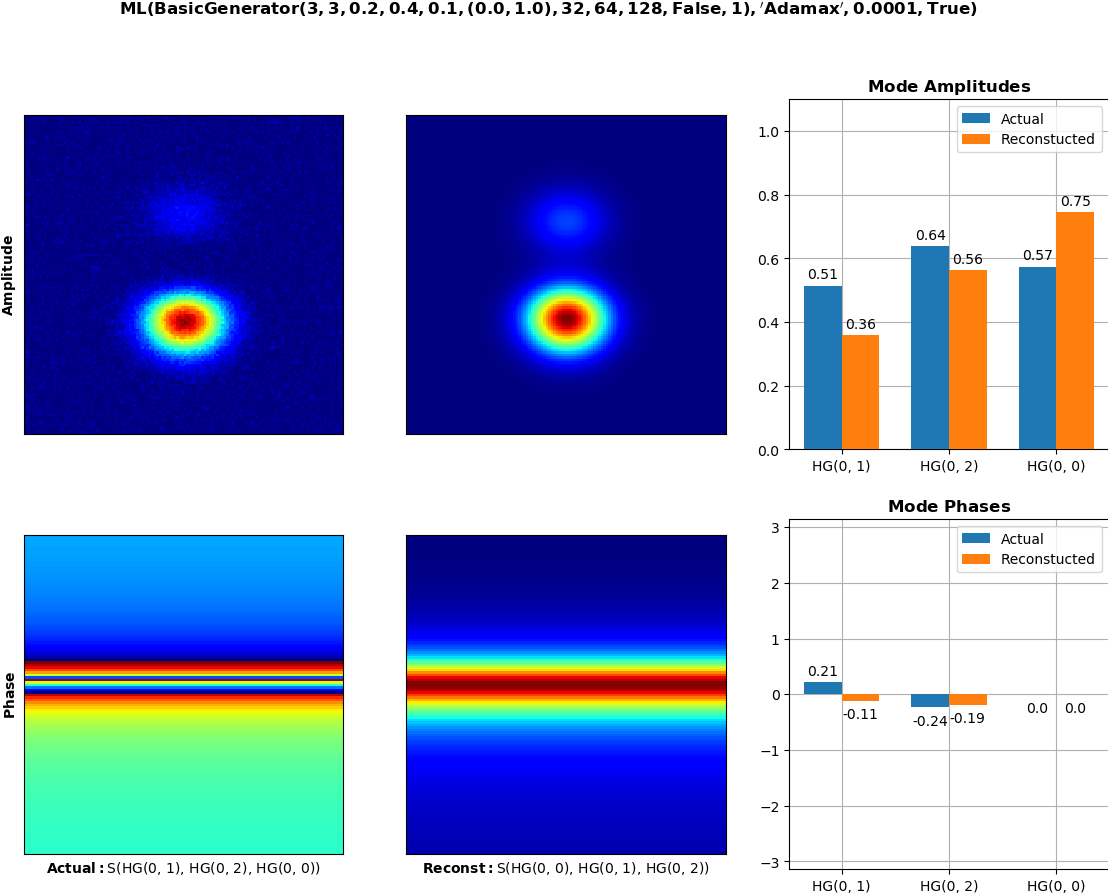 ML(BasicGenerator(3, 3, 0.2, 0.4, 0.1, (0.0, 1.0), 32, 64, 128, False, 1), ′Adamax′, 0.0001, True)
Amplitude
Mode Amplitudes
Actual
Reconstucted
1.0
0.8
0.6
0.4
0.2
0.0
0.51
0.36
0.64
0.56
0.57
0.75
HG(0, 1)
HG(0, 2)
HG(0, 0)
Phase
Actual: S(HG(0, 1), HG(0, 2), HG(0, 0))
Reconst: S(HG(0, 0), HG(0, 1), HG(0, 2))
Mode Phases
Actual
Reconstucted
3
2
1
0
−1
−2
−3
0.21
-0.11
-0.24
-0.19
0.0
0.0
HG(0, 1)
HG(0, 2)
HG(0, 0)